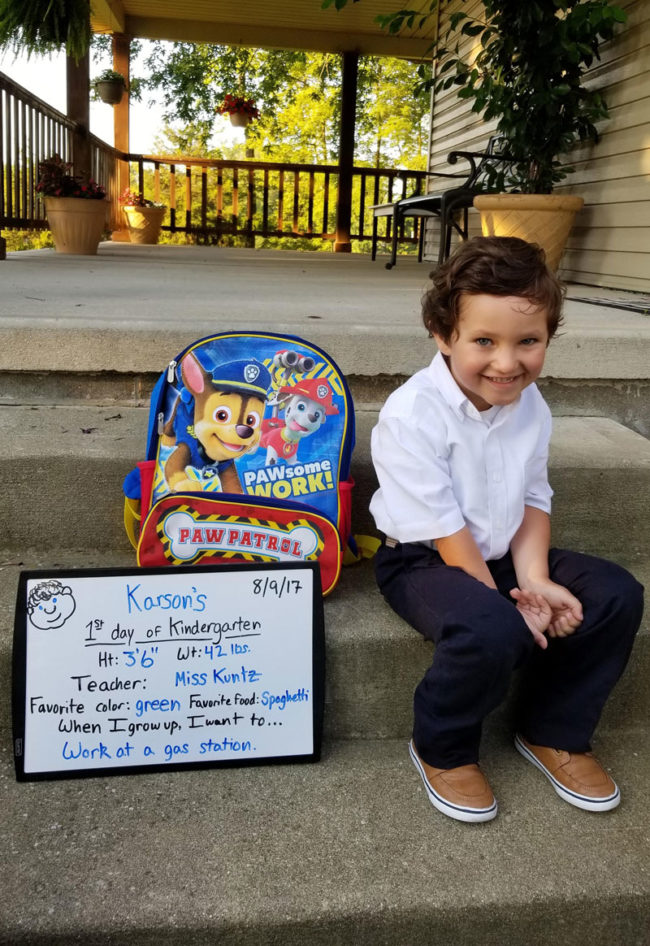 PAWsome
WORK!
PAW PATROL
Karson's 8/9/17
1st day of Kindergarten
Ht: 3'6" Wt: 42 lbs.
Teacher: Miss Kuntz
Favorite color: green Favorite food: Spaghetti
When I grow up, I want to...
Work at a gas station.